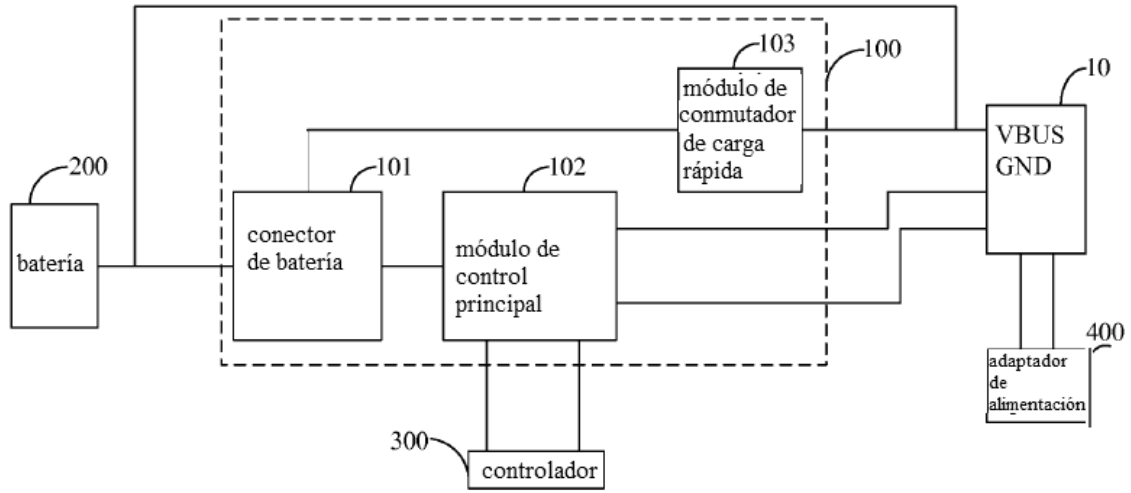 103
100
10
módulo de
conmutador
de carga
rápida
VBUS
GND
200
101
102
batería
conector
de batería
módulo de
control
principal
400
adaptador
de
alimentación
300
controlador